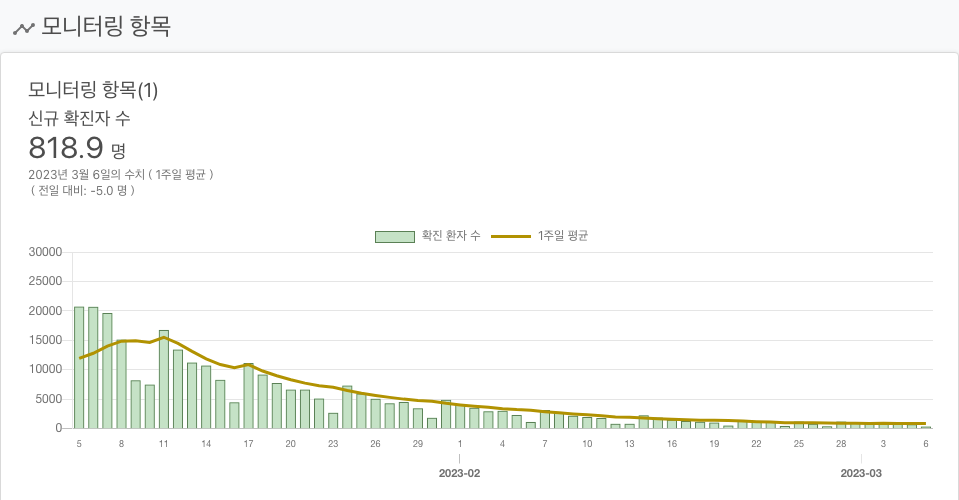 모니터링 항목
모니터링 항목(1)
신규 확진자 수
818.9 명
2023년 3월 6일의 수치 ( 1주일 평균 )
( 전일 대비: -5.0 명 )
확진 환자 수 1주일 평균
30000
25000
20000
15000
10000
5000
0
5 8 11 14 17 20 23 26 29 1 4 7 10 13 16 19 22 25 28 3 6
2023-02 2023-03